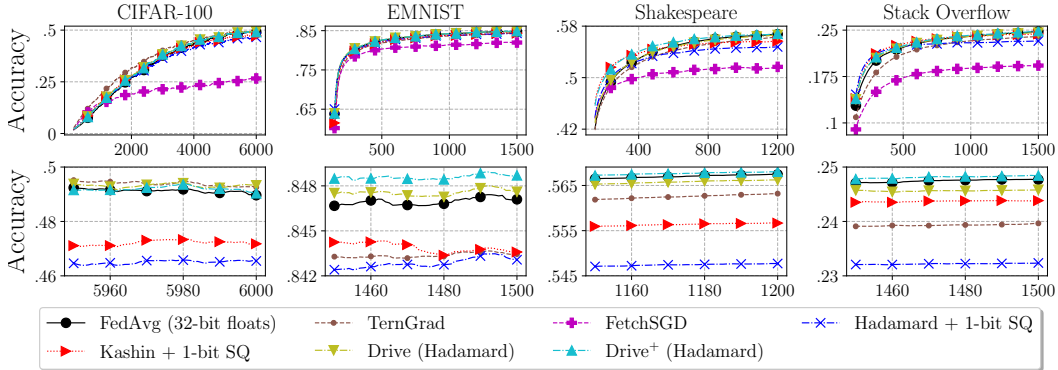 CIFAR-100 EMNIST Shakespeare Stack Overflow
Accuracy
.5
.25
0
2000 4000 6000
.85
.75
.65
500 1000 1500
.58
.5
.42
400 800 1200
.25
.175
.1
500 1000 1500
Accuracy
.5
.49
.48
.47
.46
5960 5980 6000
.848
.845
.842
1460 1480 1500
.565
.555
.545
1160 1180 1200
.25
.24
.23
1460 1480 1500
FedAvg (32-bit floats) TernGrad FetchSGD Hadamard + 1-bit SQ
Kashin + 1-bit SQ Drive (Hadamard) Drive+ (Hadamard)